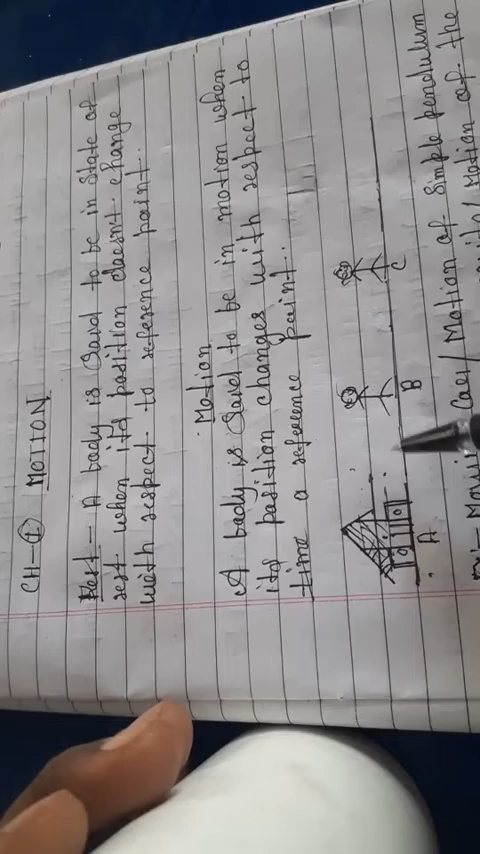 CH-① MOTION
Rest - A body is said to be in state of
rest when its position doesnt change
with respect to reference point.
Motion
A body is said to be in motion when
its position changes with respect to
time a reference point.
A B C
Car/ Motion of Simple pendulum
Motion of the